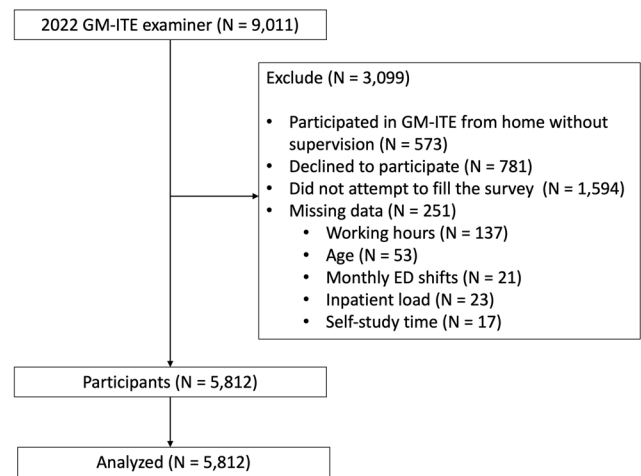 2022 GM-ITE examiner (N = 9,011)
Exclude (N = 3,099)
• Participated in GM-ITE from home without
supervision (N = 573)
• Declined to participate (N = 781)
• Did not attempt to fill the survey (N = 1,594)
• Missing data (N = 251)
• Working hours (N = 137)
• Age (N = 53)
• Monthly ED shifts (N = 21)
• Inpatient load (N = 23)
• Self-study time (N = 17)
Participants (N = 5,812)
Analyzed (N = 5,812)